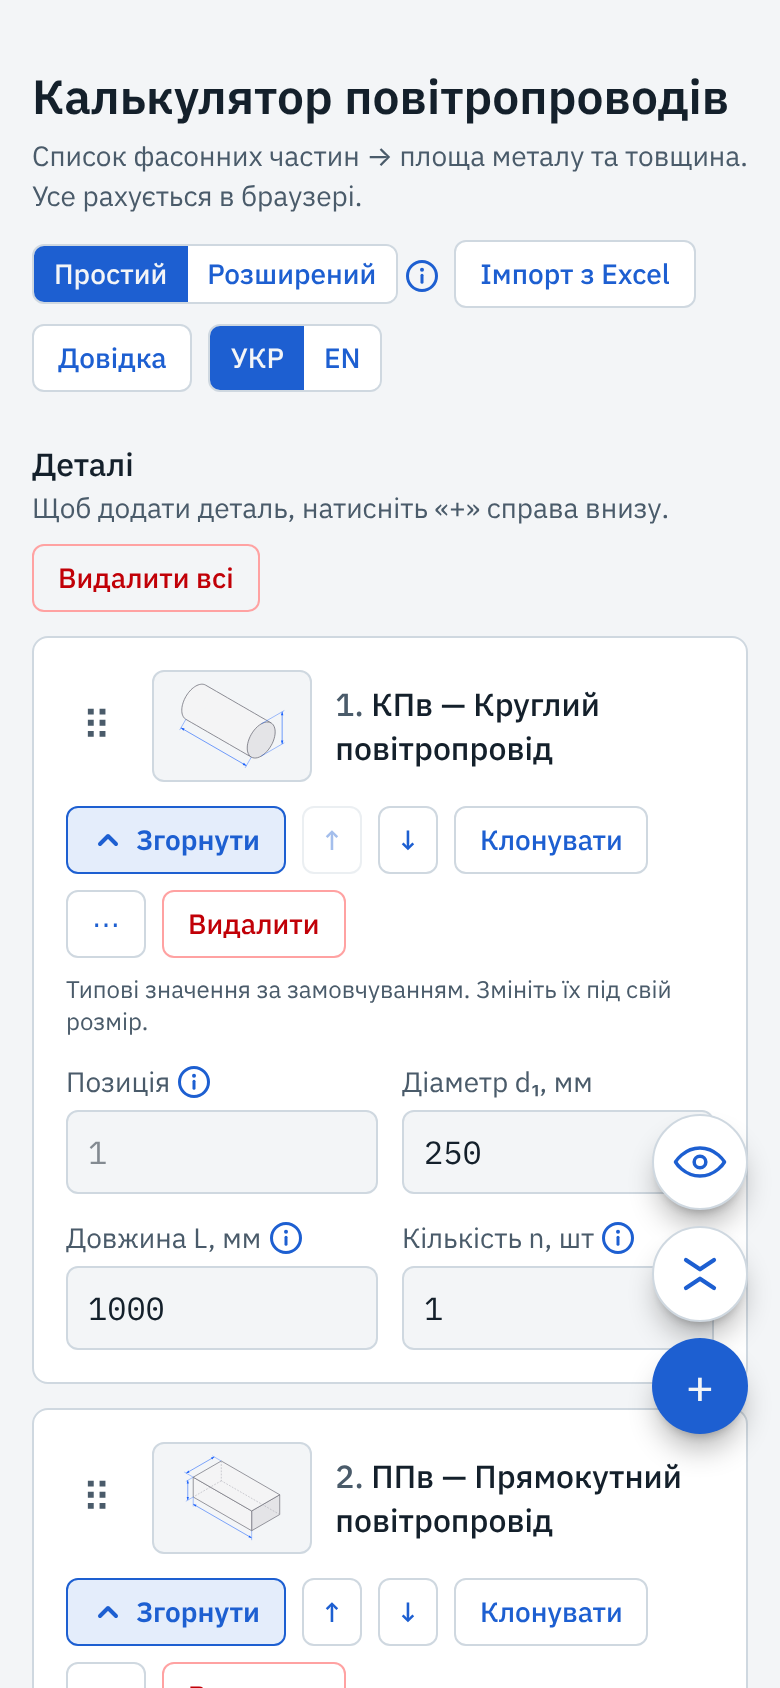 Калькулятор повітропроводів
Список фасонних частин → площа металу та товщина.
Усе рахується в браузері.
Простий Розширений Імпорт з Excel
Довідка УКР EN
Деталі
Щоб додати деталь, натисніть «+» справа внизу.
Видалити всі
1. КПв — Круглий
повітропровід
Згорнути ↑ ↓ Клонувати
... Видалити
Типові значення за замовчуванням. Змініть їх під свій
розмір.
Позиція Діаметр d₁, мм
1 250
Довжина L, мм Кількість n, шт
1000 1
+
2. ППв — Прямокутний
повітропровід
Згорнути ↑ ↓ Клонувати